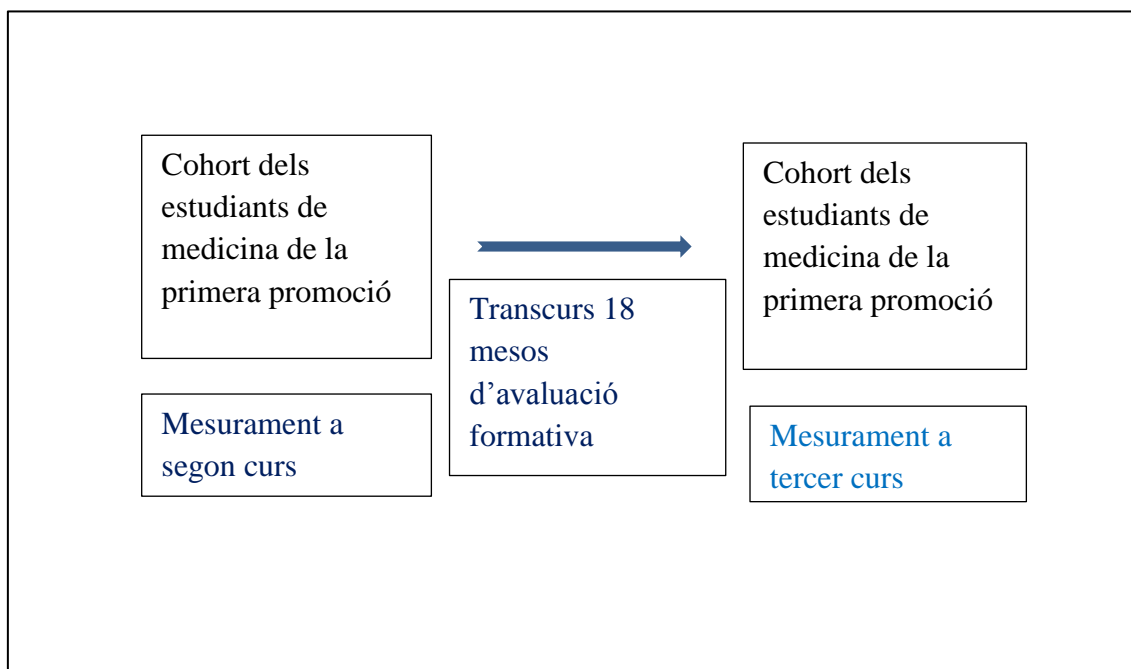 Cohort dels
estudiants de
medicina de la
primera promoció
Mesurament a
segon curs
Transcurs 18
mesos
d’avaluació
formativa
Cohort dels
estudiants de
medicina de la
primera promoció
Mesurament a
tercer curs